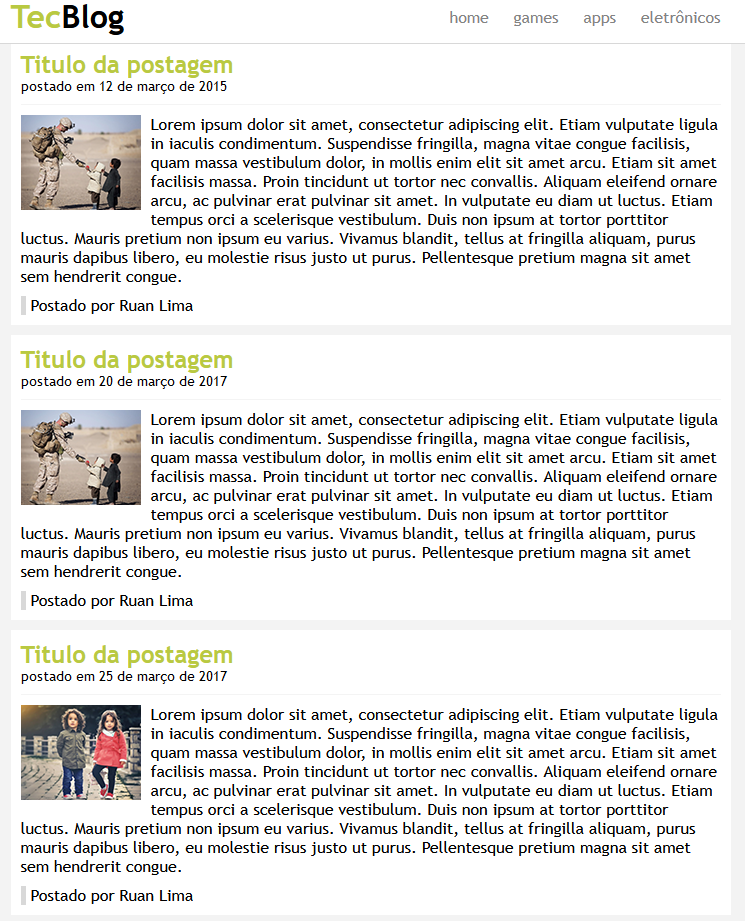 TecBlog
home games apps eletrônicos
Titulo da postagem
postado em 12 de março de 2015
Lorem ipsum dolor sit amet, consectetur adipiscing elit. Etiam vulputate ligula
in iaculis condimentum. Suspendisse fringilla, magna vitae congue facilisis,
quam massa vestibulum dolor, in mollis enim elit sit amet arcu. Etiam sit amet
facilisis massa. Proin tincidunt ut tortor nec convallis. Aliquam eleifend ornare
arcu, ac pulvinar erat pulvinar sit amet. In vulputate eu diam ut luctus. Etiam
tempus orci a scelerisque vestibulum. Duis non ipsum at tortor porttitor
luctus. Mauris pretium non ipsum eu varius. Vivamus blandit, tellus at fringilla aliquam, purus
mauris dapibus libero, eu molestie risus justo ut purus. Pellentesque pretium magna sit amet
sem hendrerit congue.
Postado por Ruan Lima
Titulo da postagem
postado em 20 de março de 2017
Lorem ipsum dolor sit amet, consectetur adipiscing elit. Etiam vulputate ligula
in iaculis condimentum. Suspendisse fringilla, magna vitae congue facilisis,
quam massa vestibulum dolor, in mollis enim elit sit amet arcu. Etiam sit amet
facilisis massa. Proin tincidunt ut tortor nec convallis. Aliquam eleifend ornare
arcu, ac pulvinar erat pulvinar sit amet. In vulputate eu diam ut luctus. Etiam
tempus orci a scelerisque vestibulum. Duis non ipsum at tortor porttitor
luctus. Mauris pretium non ipsum eu varius. Vivamus blandit, tellus at fringilla aliquam, purus
mauris dapibus libero, eu molestie risus justo ut purus. Pellentesque pretium magna sit amet
sem hendrerit congue.
Postado por Ruan Lima
Titulo da postagem
postado em 25 de março de 2017
Lorem ipsum dolor sit amet, consectetur adipiscing elit. Etiam vulputate ligula
in iaculis condimentum. Suspendisse fringilla, magna vitae congue facilisis,
quam massa vestibulum dolor, in mollis enim elit sit amet arcu. Etiam sit amet
facilisis massa. Proin tincidunt ut tortor nec convallis. Aliquam eleifend ornare
arcu, ac pulvinar erat pulvinar sit amet. In vulputate eu diam ut luctus. Etiam
tempus orci a scelerisque vestibulum. Duis non ipsum at tortor porttitor
luctus. Mauris pretium non ipsum eu varius. Vivamus blandit, tellus at fringilla aliquam, purus
mauris dapibus libero, eu molestie risus justo ut purus. Pellentesque pretium magna sit amet
sem hendrerit congue.
Postado por Ruan Lima